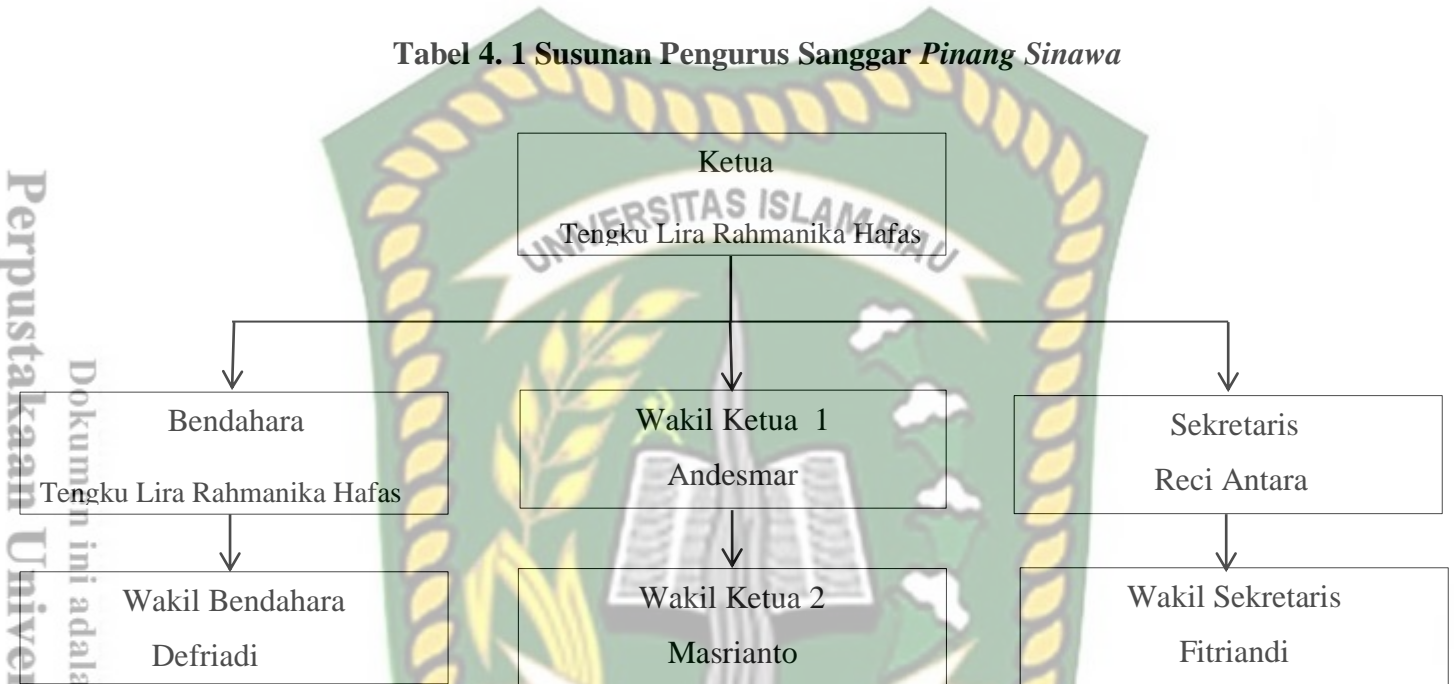 Tabel 4. 1 Susunan Pengurus Sanggar Pinang Sinawa
Ketua
UNIVERSITAS ISLAM RIAU
Tengku Lira Rahmanika Hafas
Bendahara
Tengku Lira Rahmanika Hafas
Wakil Ketua 1
Andesmar
Sekretaris
Reci Antara
Wakil Bendahara
Defriadi
Wakil Ketua 2
Masrianto
Wakil Sekretaris
Fitriandi
Perpustakaan Univer
Dokumen ini adala